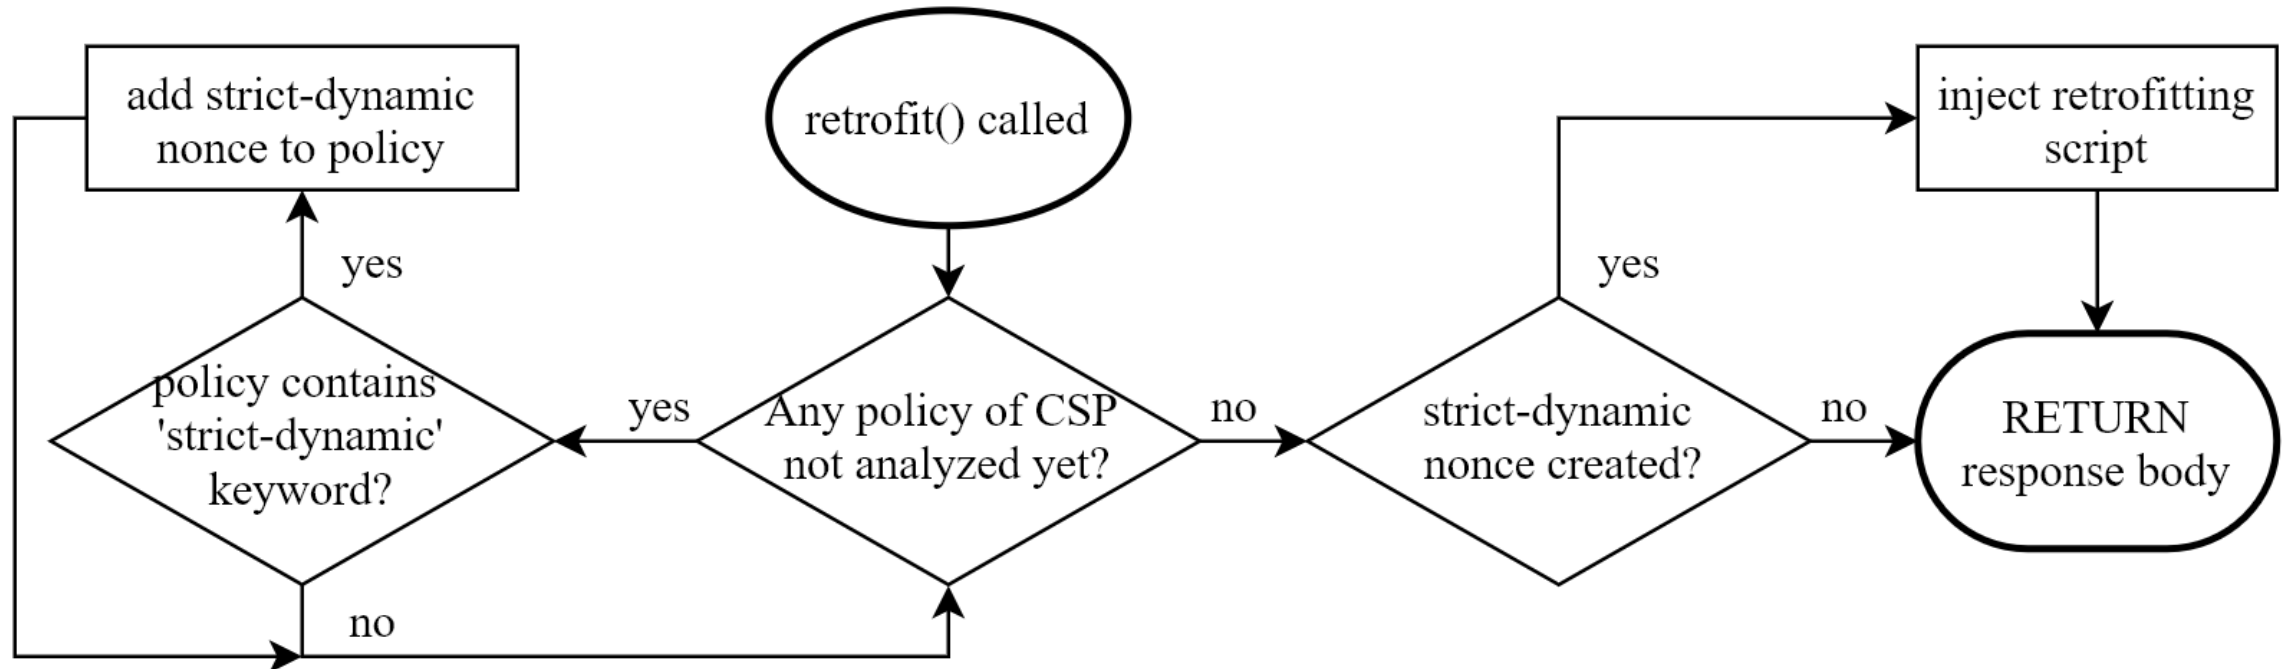 add strict-dynamic
nonce to policy
retrofit() called
inject retrofitting
script
yes
yes
policy contains
'strict-dynamic'
keyword?
yes
Any policy of CSP
not analyzed yet?
no
strict-dynamic
nonce created?
no
RETURN
response body
no